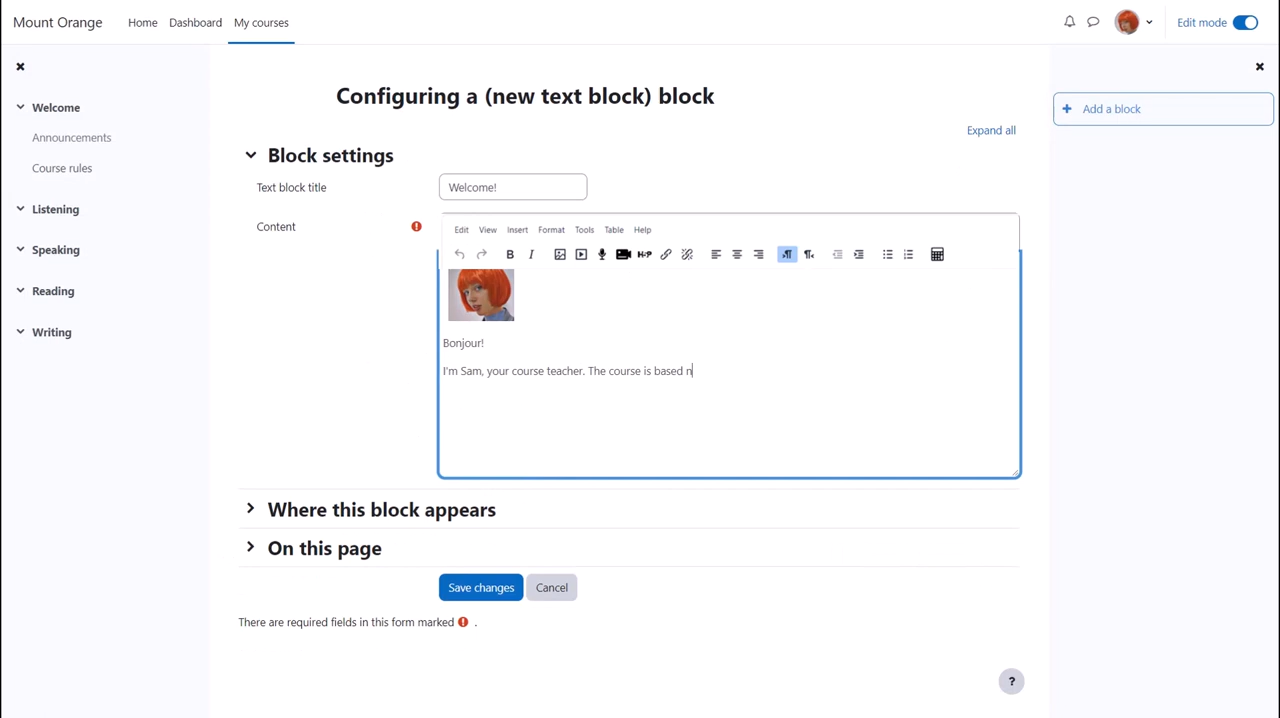 Mount Orange Home Dashboard My courses Edit mode
Configuring a (new text block) block
Add a block
Expand all
Welcome
Announcements
Course rules
Listening
Speaking
Reading
Writing
Block settings
Text block title Welcome!
Content
Edit View Insert Format Tools Table Help
B I H5P
Bonjour!
I'm Sam, your course teacher. The course is based n
Where this block appears
On this page
Save changes Cancel
There are required fields in this form marked .
?